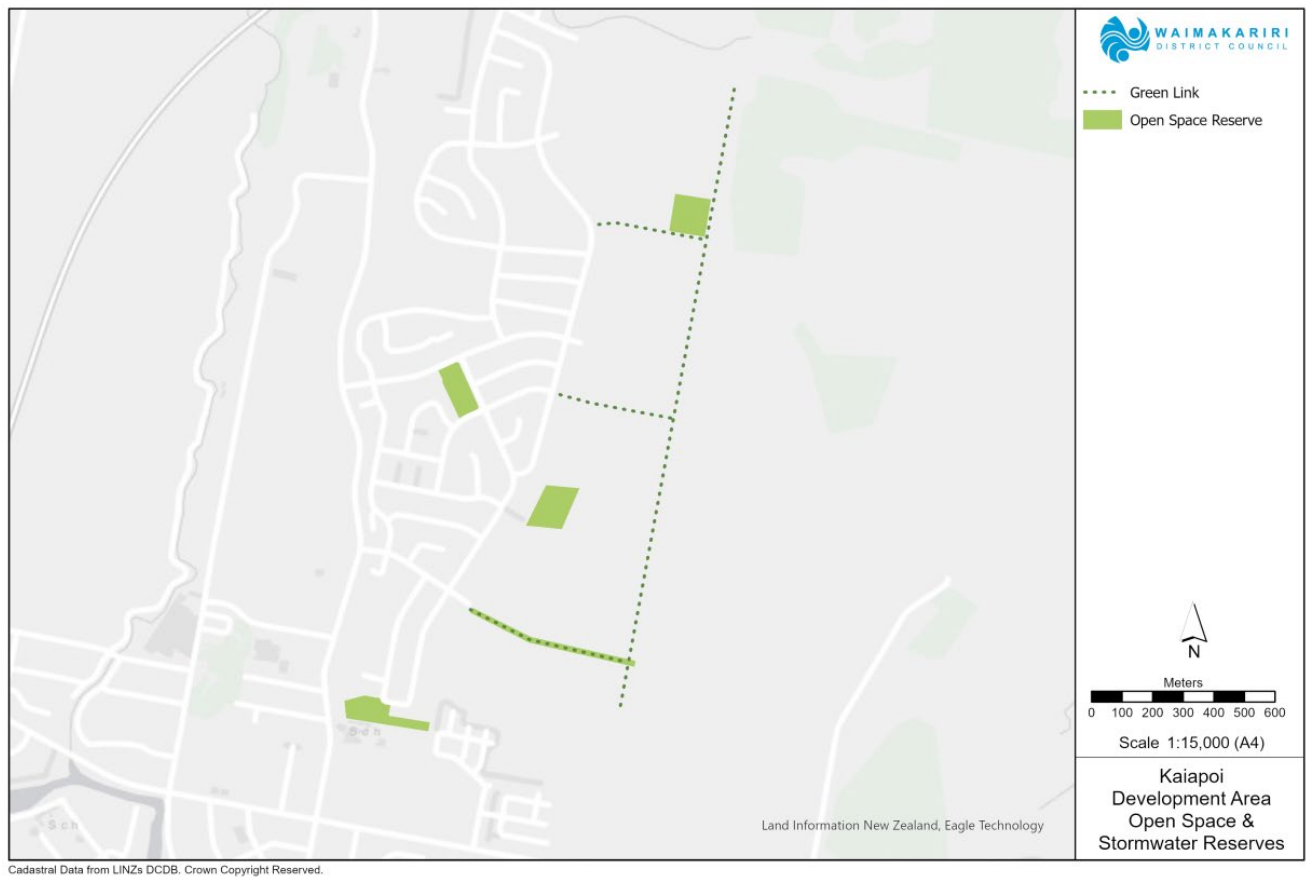 WAIMAKARIRI
DISTRICT COUNCIL
Green Link
Open Space Reserve
Sch
Sch
N
Meters
0 100 200 300 400 500 600
Scale 1:15,000 (A4)
Kaiapoi
Development Area
Open Space &
Stormwater Reserves
Land Information New Zealand, Eagle Technology
Cadastral Data from LINZs DCDB. Crown Copyright Reserved.